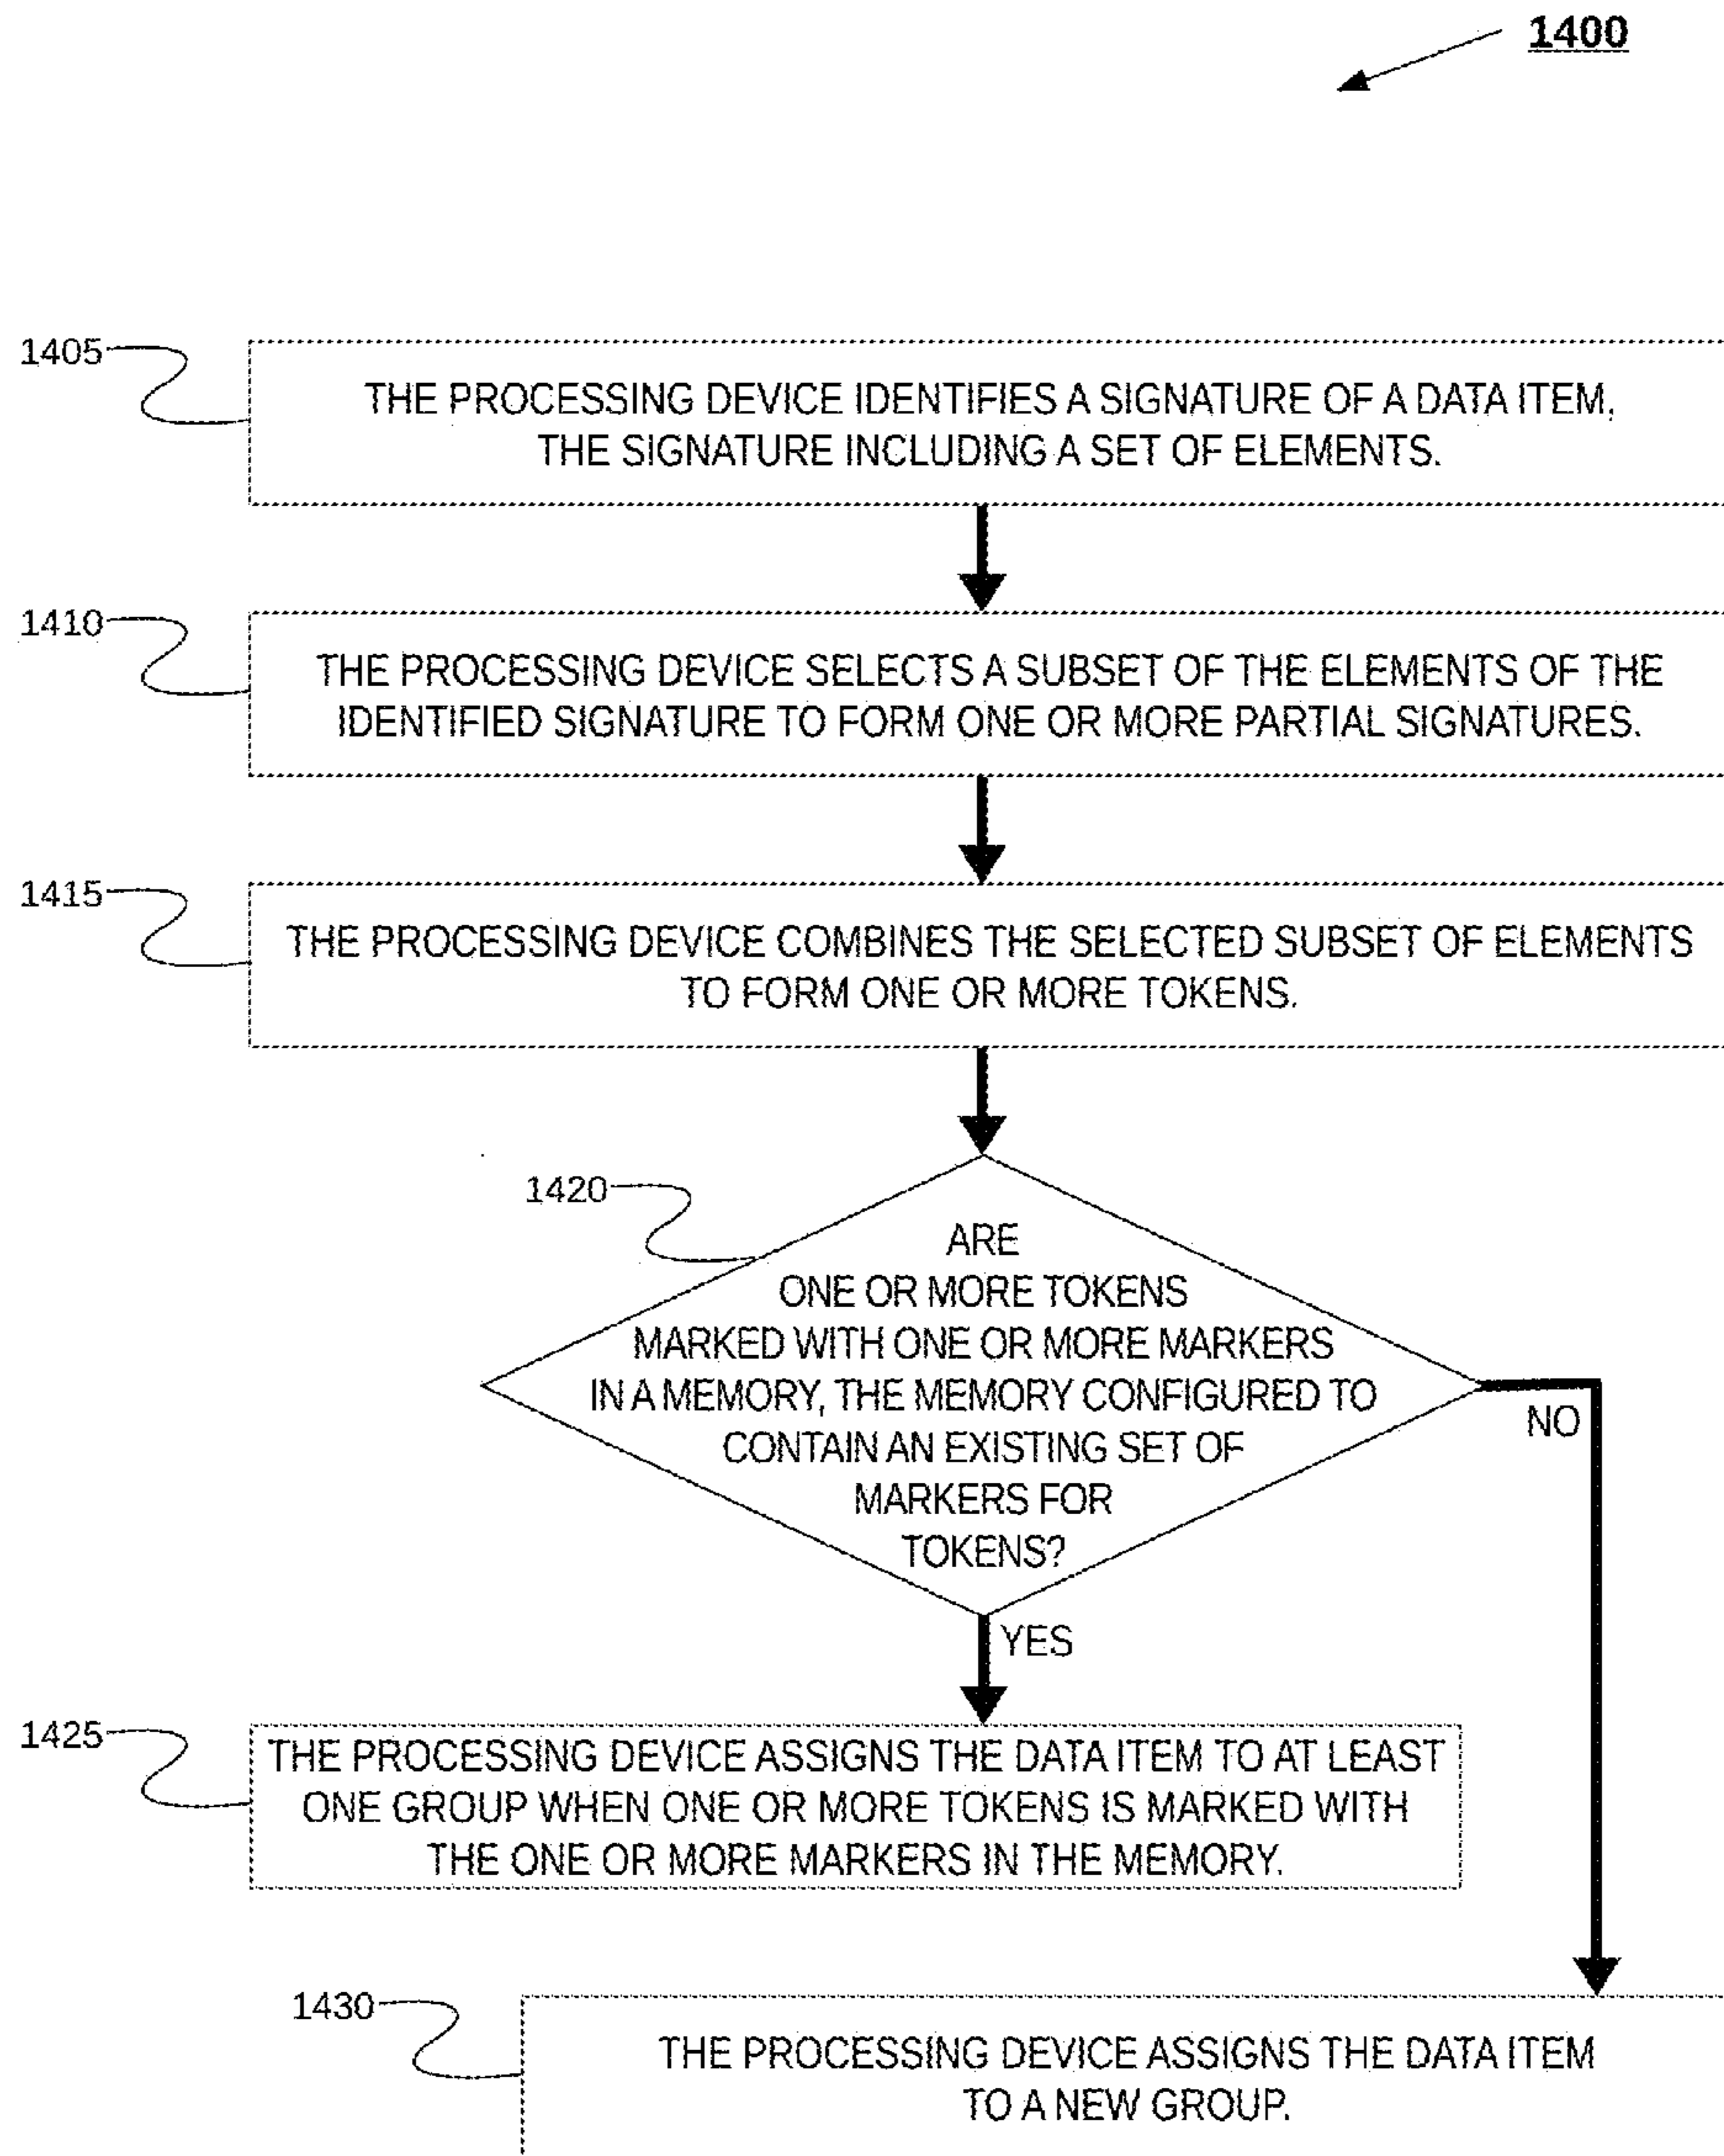 1400
1405
THE PROCESSING DEVICE IDENTIFIES A SIGNATURE OF A DATA ITEM,
THE SIGNATURE INCLUDING A SET OF ELEMENTS.
1410
THE PROCESSING DEVICE SELECTS A SUBSET OF THE ELEMENTS OF THE
IDENTIFIED SIGNATURE TO FORM ONE OR MORE PARTIAL SIGNATURES.
1415
THE PROCESSING DEVICE COMBINES THE SELECTED SUBSET OF ELEMENTS
TO FORM ONE OR MORE TOKENS.
1420
ARE
ONE OR MORE TOKENS
MARKED WITH ONE OR MORE MARKERS
IN A MEMORY, THE MEMORY CONFIGURED TO
CONTAIN AN EXISTING SET OF
MARKERS FOR
TOKENS?
NO
YES
1425
THE PROCESSING DEVICE ASSIGNS THE DATA ITEM TO AT LEAST
ONE GROUP WHEN ONE OR MORE TOKENS IS MARKED WITH
THE ONE OR MORE MARKERS IN THE MEMORY.
1430
THE PROCESSING DEVICE ASSIGNS THE DATA ITEM
TO A NEW GROUP.